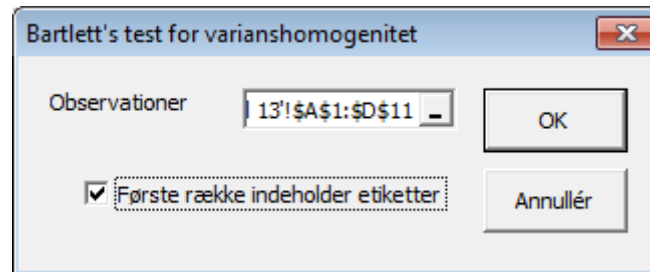 Bartlett's test for varianshomogenitet
Observationer
13'!$A$1:$D$11
OK
Første række indeholder etiketter
Annullér